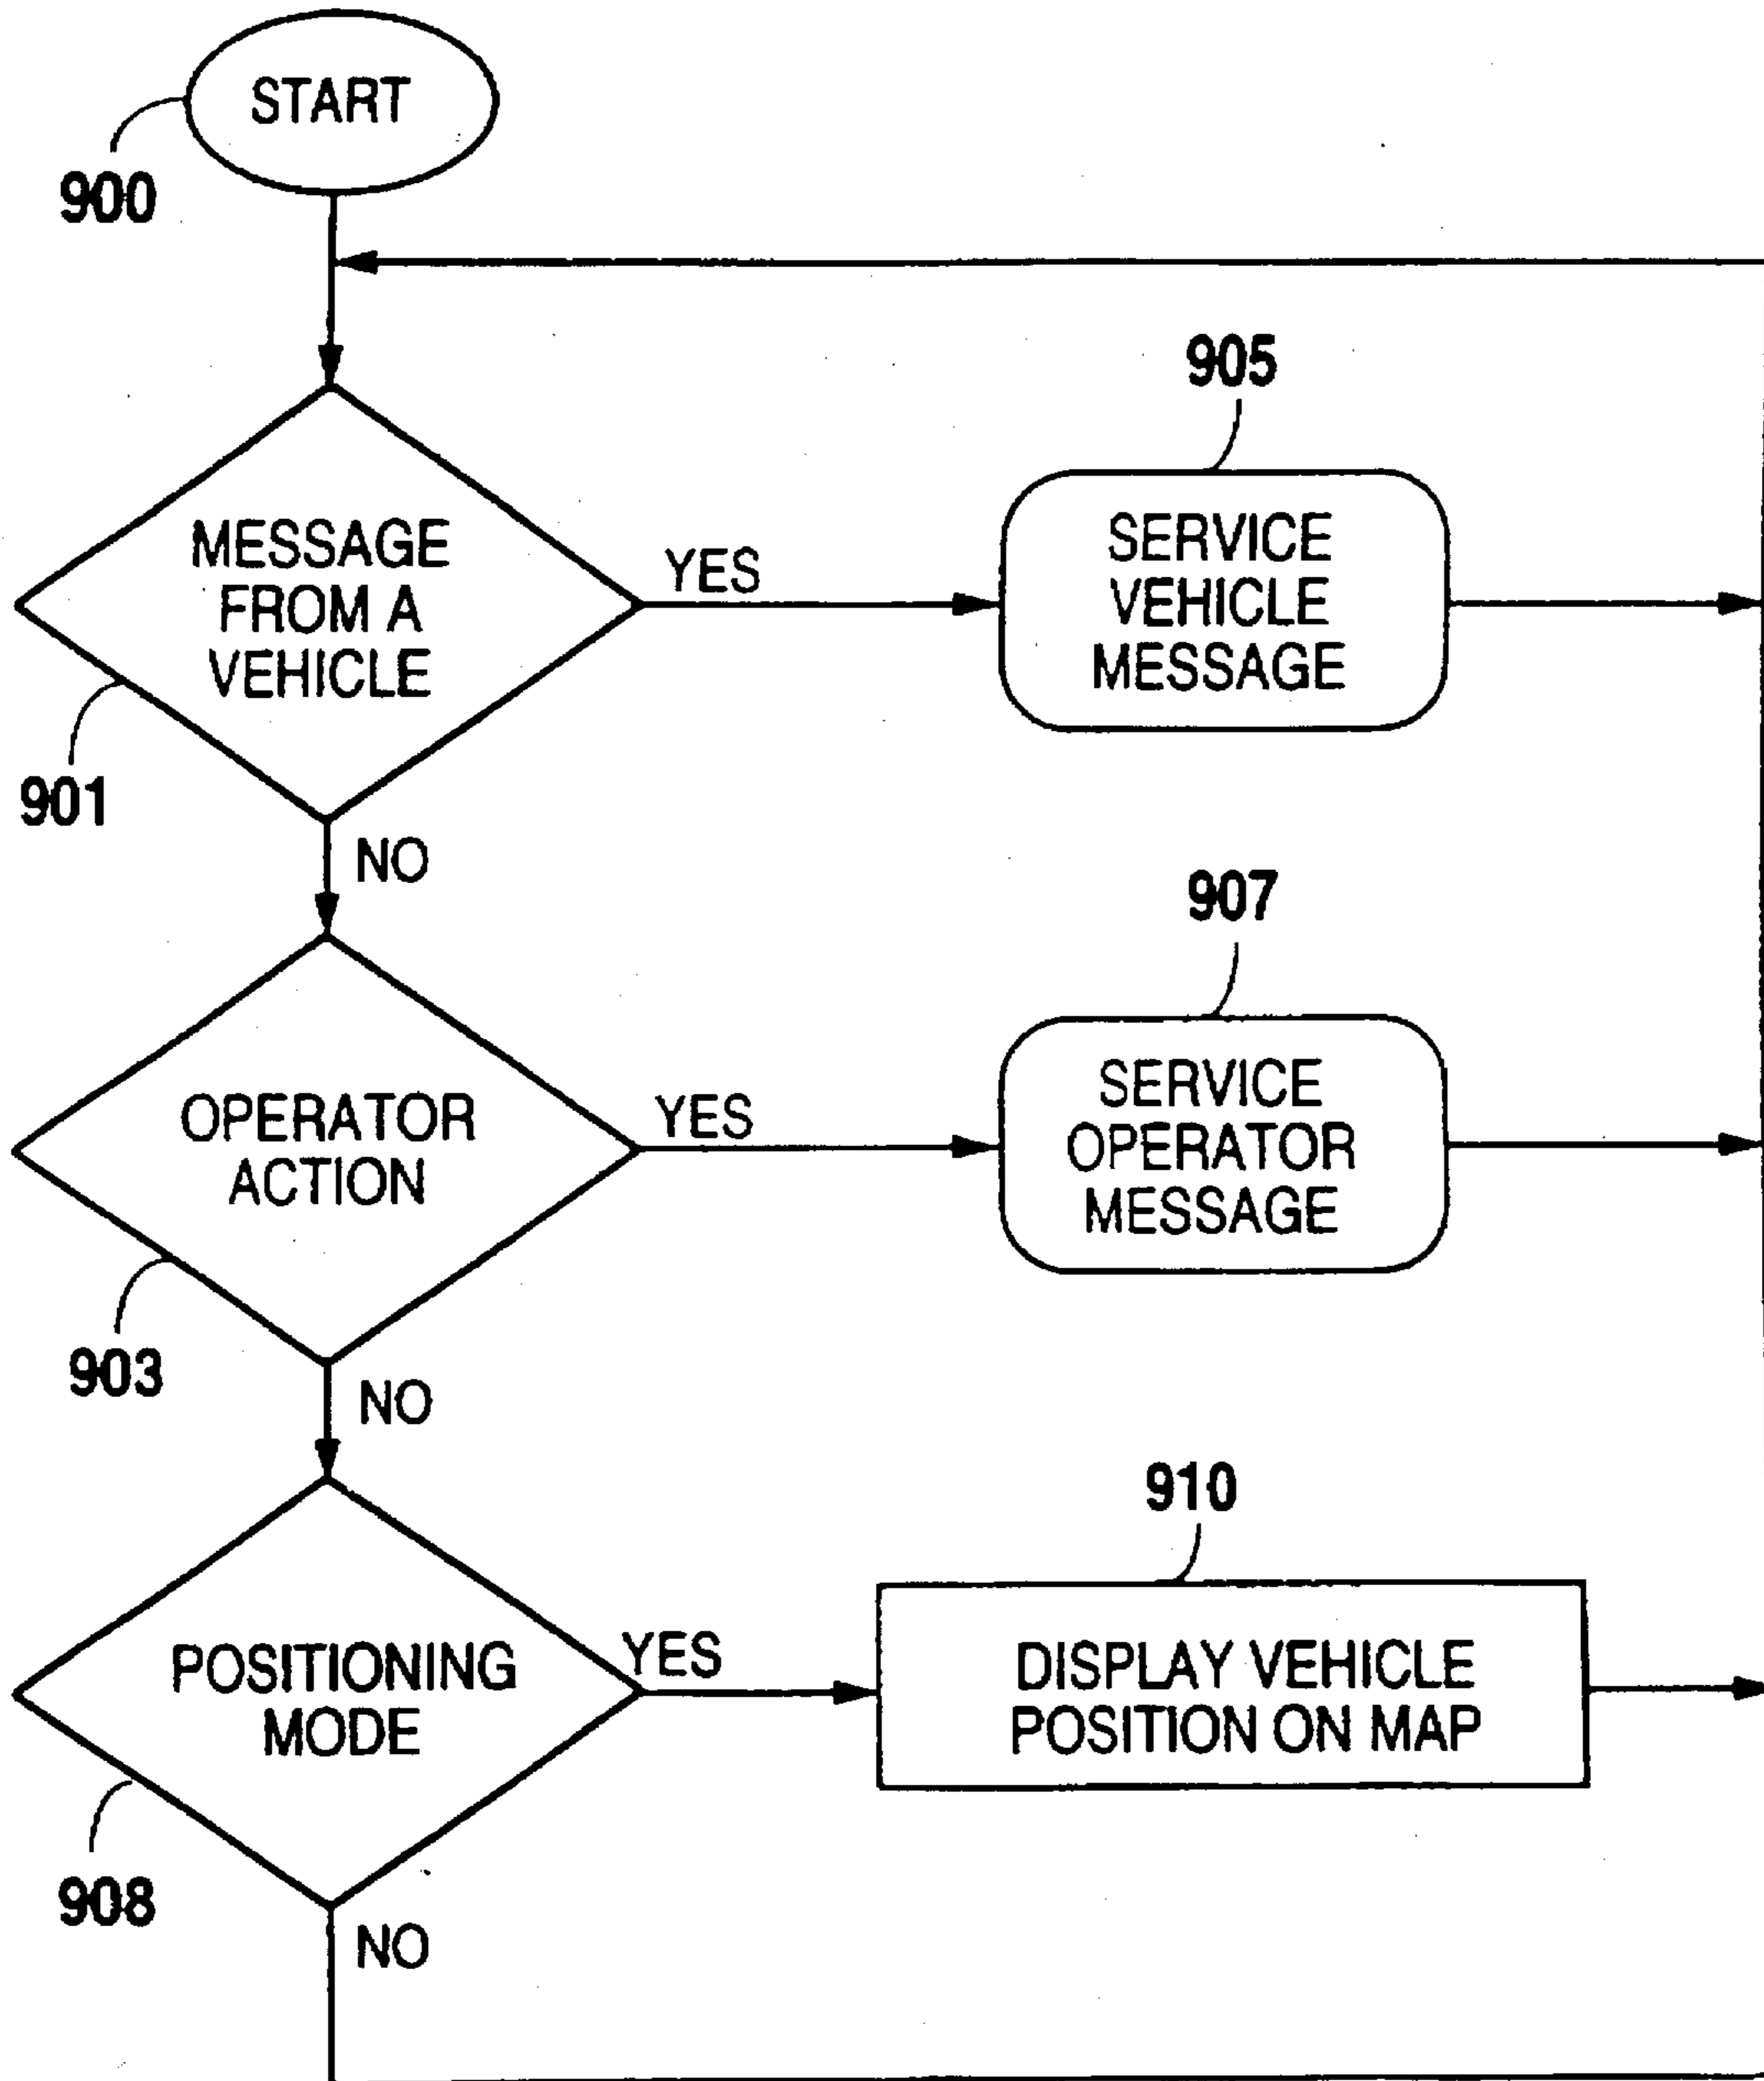 START
900
905
MESSAGE
FROM A
VEHICLE
YES
SERVICE
VEHICLE
MESSAGE
901
NO
907
OPERATOR
ACTION
YES
SERVICE
OPERATOR
MESSAGE
903
NO
910
POSITIONING
MODE
YES
DISPLAY VEHICLE
POSITION ON MAP
908
NO